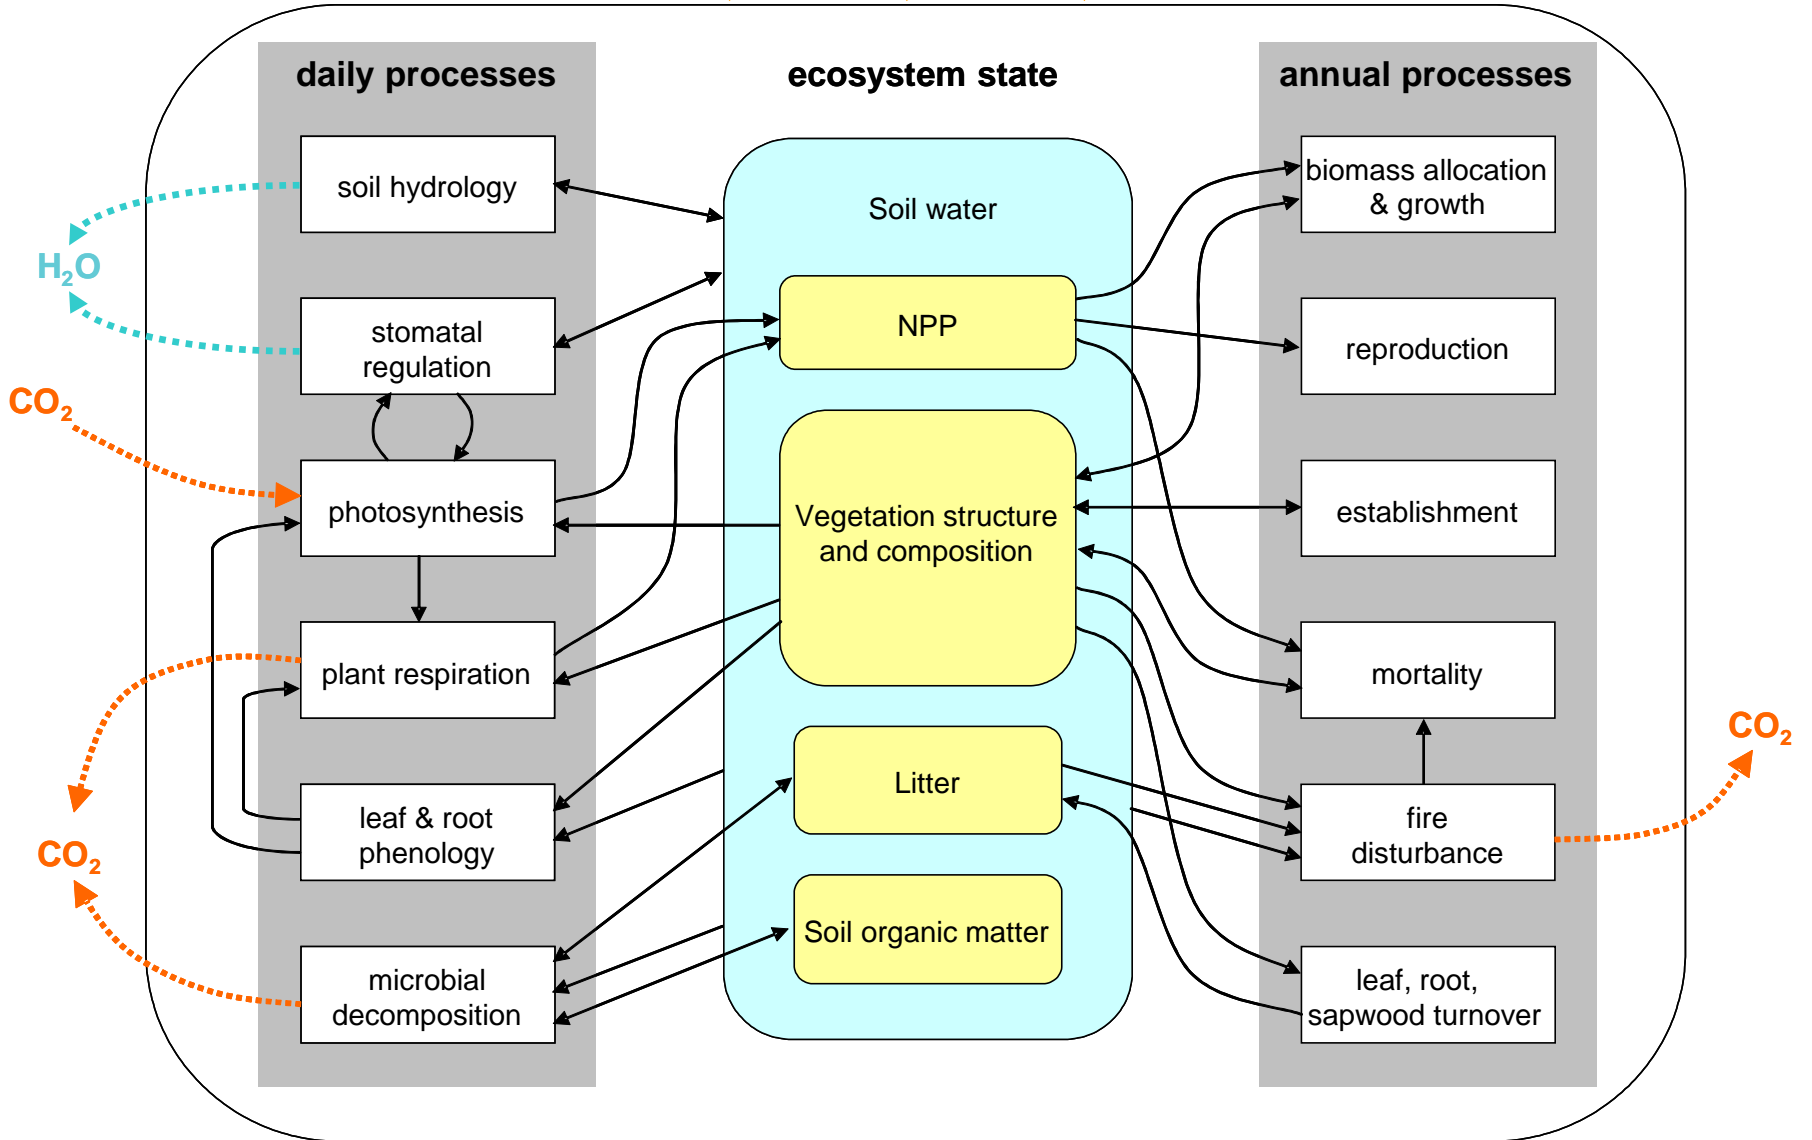 daily processes
ecosystem state
annual processes
soil hydrology
Soil water
biomass allocation
& growth
H₂O
stomatal
regulation
NPP
reproduction
CO₂
photosynthesis
Vegetation structure
and composition
establishment
plant respiration
mortality
CO₂
leaf & root
phenology
Litter
fire
disturbance
CO₂
Soil organic matter
microbial
decomposition
leaf, root,
sapwood turnover